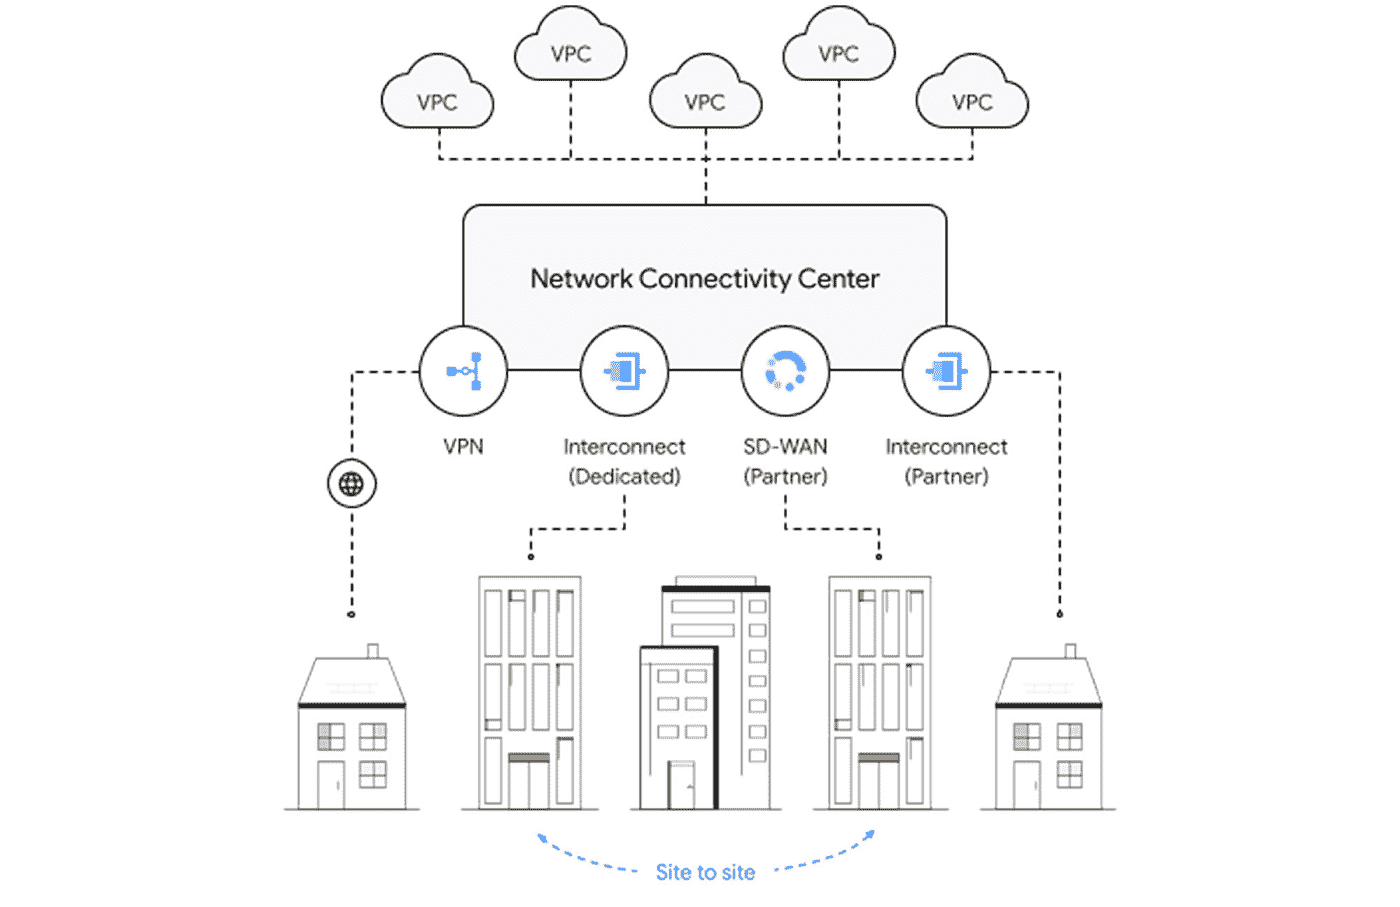 VPC
VPC
VPC
VPC
VPC
Network Connectivity Center
VPN
Interconnect
(Dedicated)
SD-WAN
(Partner)
Interconnect
(Partner)
Site to site